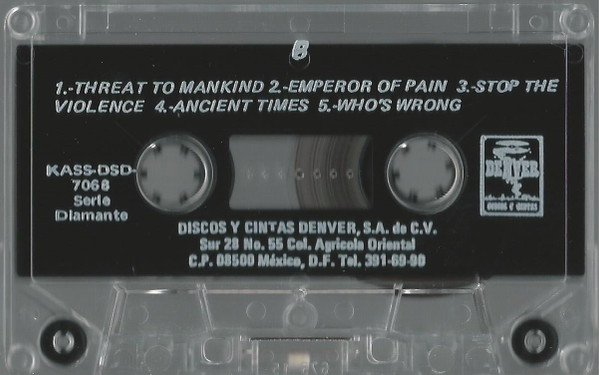 B
1.-THREAT TO MANKIND 2.-EMPEROR OF PAIN 3.-STOP THE
VIOLENCE 4.-ANCIENT TIMES 5.-WHO'S WRONG
KASS-DSD-
7068
Serie
Diamante
DENVER
DISCOS Y CINTAS
DISCOS Y CINTAS DENVER, S.A. de C.V.
Sur 28 No. 55 Col. Agricola Oriental
C.P. 08500 México, D.F. Tel. 391-69-90